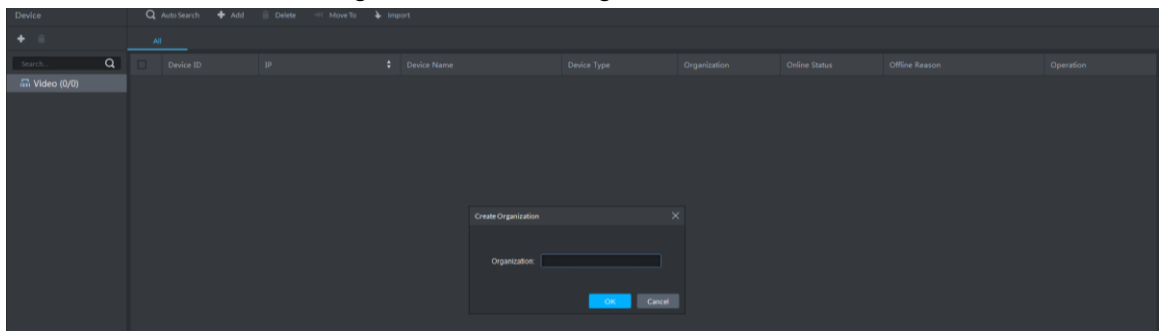 Device
Auto Search Add Delete Move To Import
All
Search...
Device ID IP Device Name Device Type Organization Online Status Offline Reason Operation
Video (0/0)
Create Organization
Organization:
OK Cancel